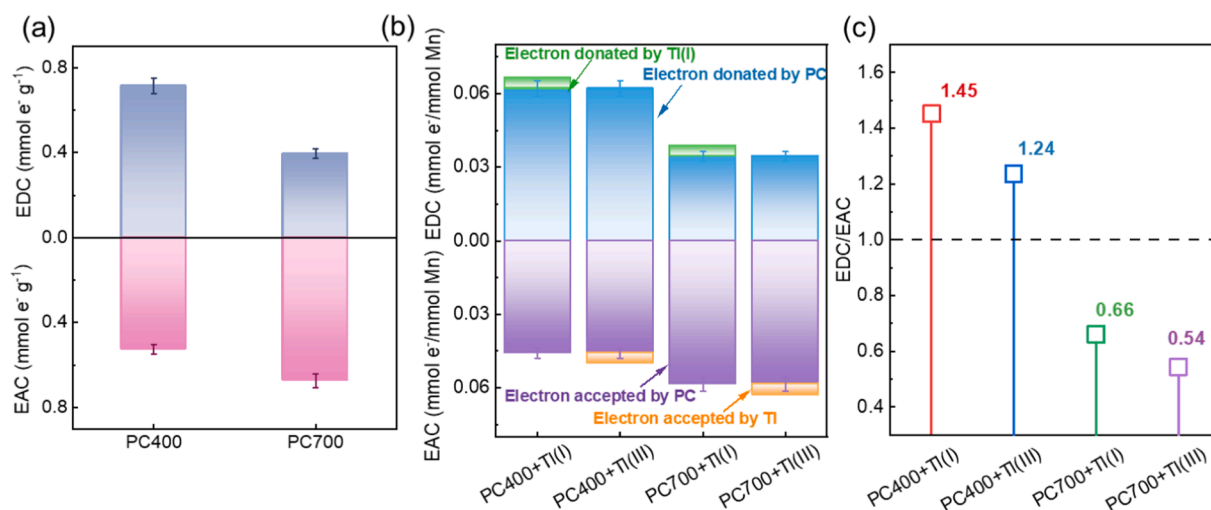 (a)
EDC (mmol e⁻ g⁻¹)
EAC (mmol e⁻ g⁻¹)
0.8
0.4
0.0
0.4
0.8
PC400
PC700
(b)
EDC (mmol e⁻/mmol Mn)
EAC (mmol e⁻/mmol Mn)
0.06
0.03
0.00
0.03
0.06
Electron donated by Tl(I)
Electron donated by PC
Electron accepted by PC
Electron accepted by Tl
PC400+Tl(I)
PC400+Tl(III)
PC700+Tl(I)
PC700+Tl(III)
(c)
EDC/EAC
1.6
1.4
1.2
1.0
0.8
0.6
0.4
1.45
1.24
0.66
0.54
PC400+Tl(I)
PC400+Tl(III)
PC700+Tl(I)
PC700+Tl(III)